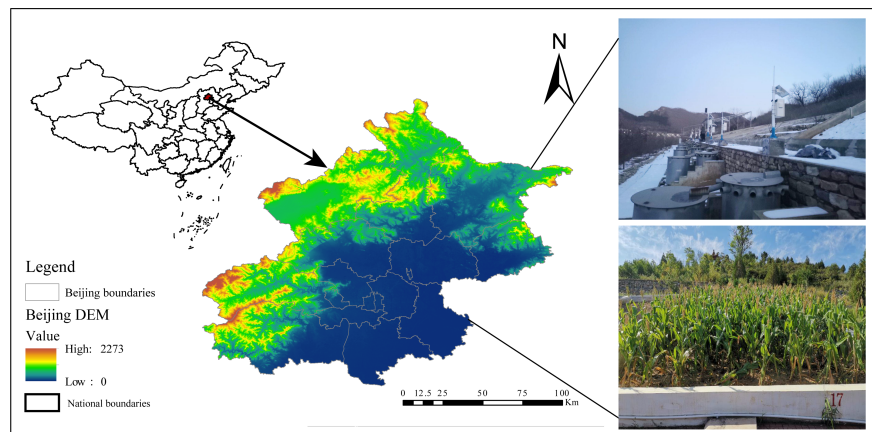 N
Legend
Beijing boundaries
Beijing DEM
Value
High: 2273
Low : 0
National boundaries
0 12.5 25 50 75 100
Km
17